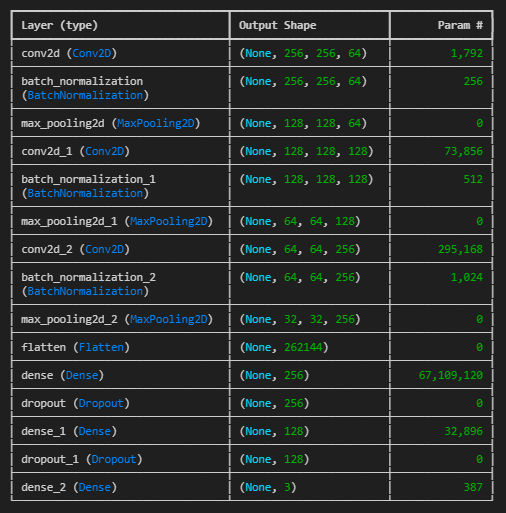 Layer (type) Output Shape Param #
conv2d (Conv2D) (None, 256, 256, 64) 1,792
batch_normalization (None, 256, 256, 64) 256
(BatchNormalization)
max_pooling2d (MaxPooling2D) (None, 128, 128, 64) 0
conv2d_1 (Conv2D) (None, 128, 128, 128) 73,856
batch_normalization_1 (None, 128, 128, 128) 512
(BatchNormalization)
max_pooling2d_1 (MaxPooling2D) (None, 64, 64, 128) 0
conv2d_2 (Conv2D) (None, 64, 64, 256) 295,168
batch_normalization_2 (None, 64, 64, 256) 1,024
(BatchNormalization)
max_pooling2d_2 (MaxPooling2D) (None, 32, 32, 256) 0
flatten (Flatten) (None, 262144) 0
dense (Dense) (None, 256) 67,109,120
dropout (Dropout) (None, 256) 0
dense_1 (Dense) (None, 128) 32,896
dropout_1 (Dropout) (None, 128) 0
dense_2 (Dense) (None, 3) 387